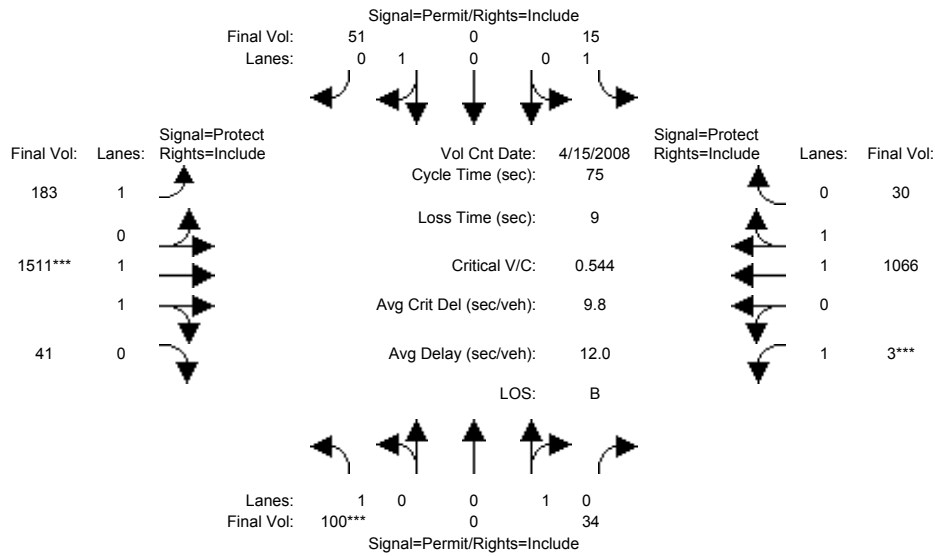 Signal=Permit/Rights=Include
Final Vol: 51 0 15
Lanes: 0 1 0 0 1
Signal=Protect
Final Vol: Lanes: Rights=Include
Vol Cnt Date: 4/15/2008
Signal=Protect
Rights=Include Lanes: Final Vol:
Cycle Time (sec): 75
183 1
0 30
Loss Time (sec): 9
0
1
1511*** 1
Critical V/C: 0.544
1 1066
1
Avg Crit Del (sec/veh): 9.8
0
41 0
Avg Delay (sec/veh): 12.0
1 3***
LOS: B
Lanes: 1 0 0 1 0
Final Vol: 100*** 0 34
Signal=Permit/Rights=Include